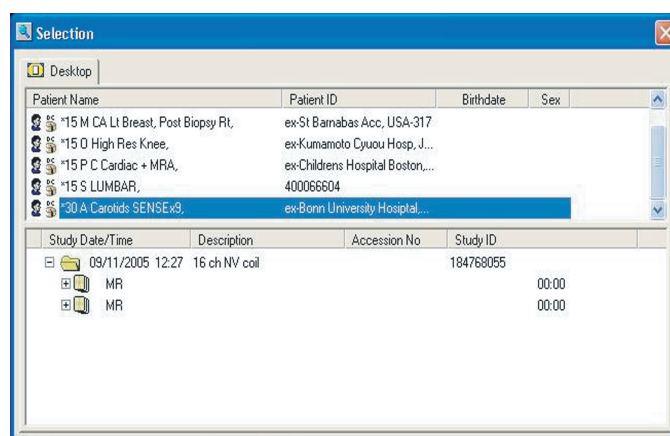 Selection
Desktop
Patient Name Patient ID Birthdate Sex
*15 M CA Lt Breast, Post Biopsy Rt, ex-St Barnabas Acc, USA-317
*15 O High Res Knee, ex-Kumamoto Cyuou Hosp, J...
*15 P C Cardiac + MRA, ex-Childrens Hospital Boston,...
*15 S LUMBAR, 400066604
*30 A Carotids SENSEx9, ex-Bonn University Hosiptal,...
Study Date/Time Description Accession No Study ID
09/11/2005 12:27 16 ch NV coil 184768055
MR 00:00
MR 00:00